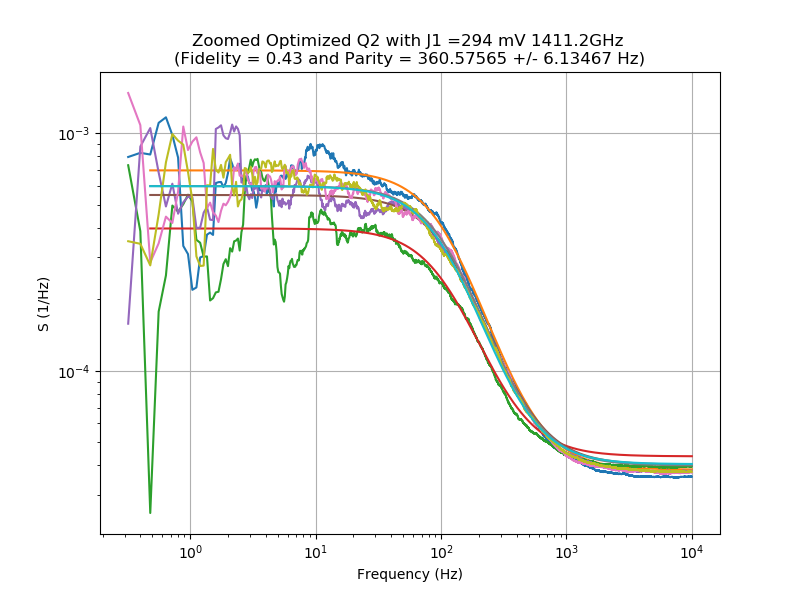 Zoomed Optimized Q2 with J1 =294 mV 1411.2GHz
(Fidelity = 0.43 and Parity = 360.57565 +/- 6.13467 Hz)
S (1/Hz)
10⁻³
10⁻⁴
10⁰ 10¹ 10² 10³ 10⁴
Frequency (Hz)